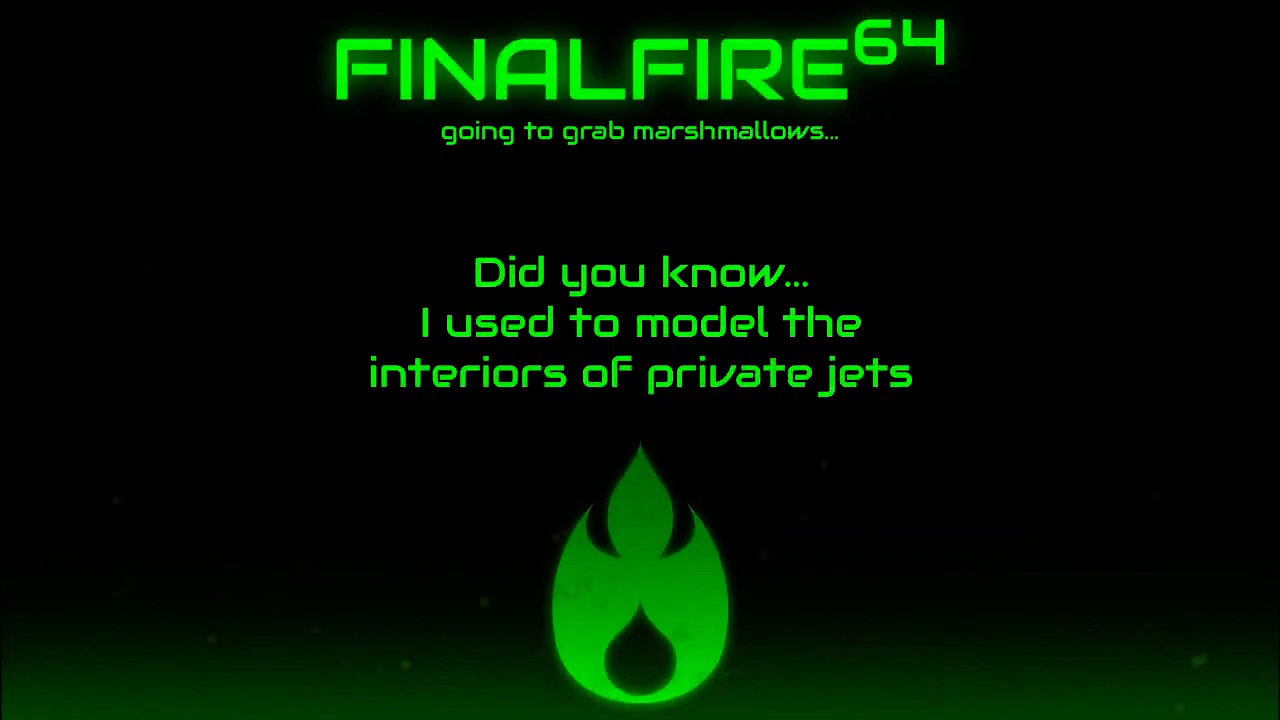 FINALFIRE⁶⁴
going to grab marshmallows...
Did you know...
I used to model the
interiors of private jets